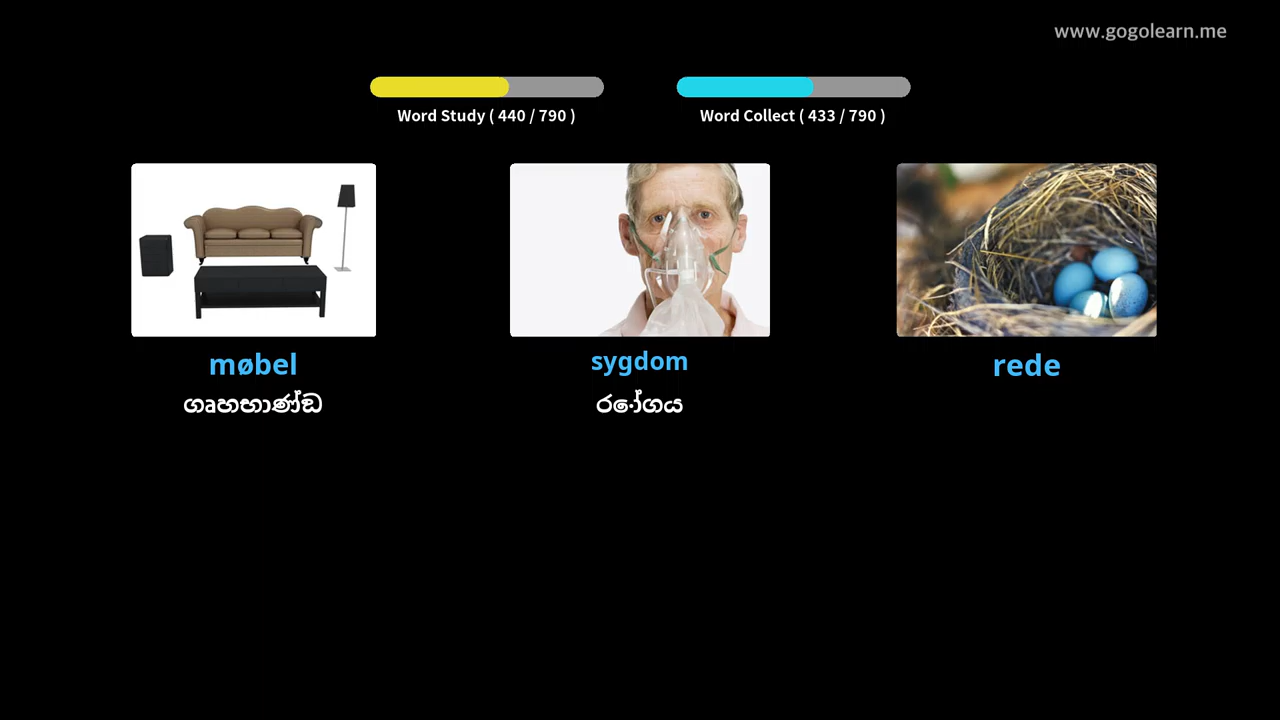 www.gogolearn.me
Word Study ( 440 / 790 )
Word Collect ( 433 / 790 )
møbel
sygdom
rede
ගෘහභාණ්ඩ
රෝගය